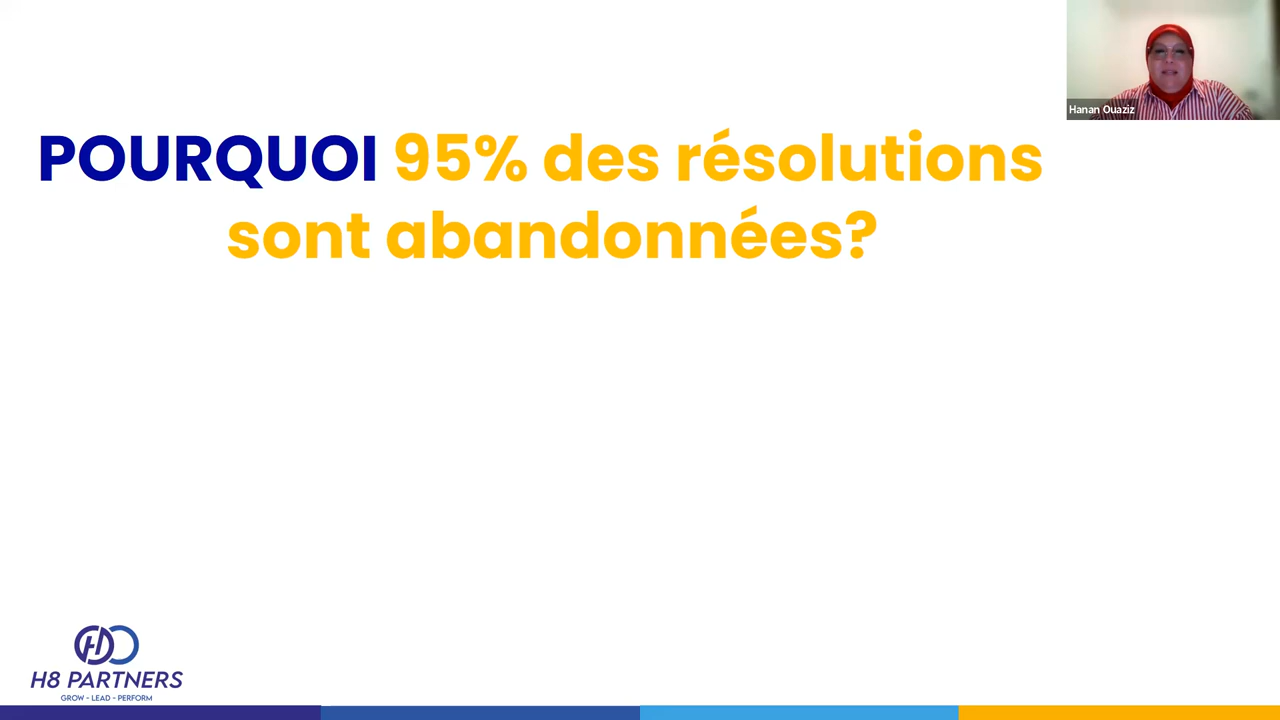 Hanan Ouaziz
POURQUOI 95% des résolutions
sont abandonnées?
H8 PARTNERS
GROW - LEAD - PERFORM